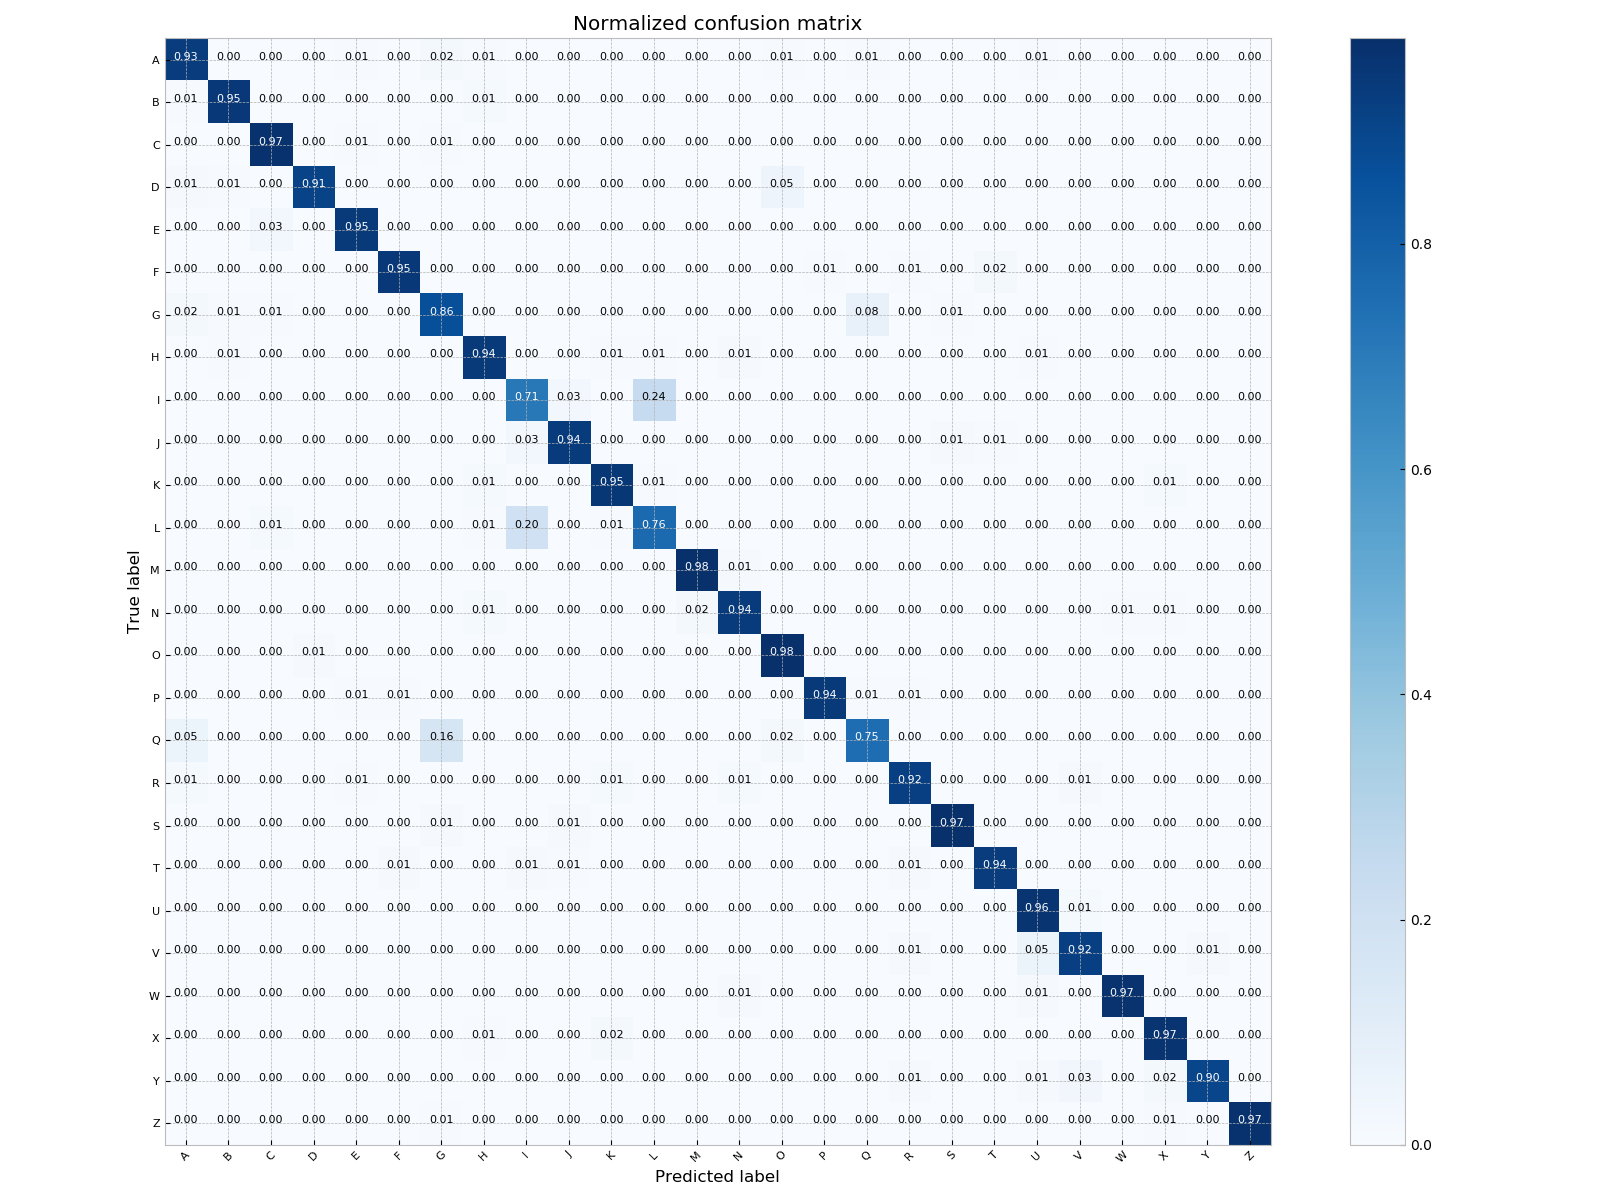 Normalized confusion matrix
A 0.93 0.00 0.00 0.00 0.01 0.00 0.02 0.01 0.00 0.00 0.00 0.00 0.00 0.00 0.01 0.00 0.01 0.00 0.00 0.00 0.01 0.00 0.00 0.00 0.00 0.00
B 0.01 0.95 0.00 0.00 0.00 0.00 0.00 0.01 0.00 0.00 0.00 0.00 0.00 0.00 0.00 0.00 0.00 0.00 0.00 0.00 0.00 0.00 0.00 0.00 0.00 0.00
C 0.00 0.00 0.97 0.00 0.01 0.00 0.01 0.00 0.00 0.00 0.00 0.00 0.00 0.00 0.00 0.00 0.00 0.00 0.00 0.00 0.00 0.00 0.00 0.00 0.00 0.00
D 0.01 0.01 0.00 0.91 0.00 0.00 0.00 0.00 0.00 0.00 0.00 0.00 0.00 0.00 0.05 0.00 0.00 0.00 0.00 0.00 0.00 0.00 0.00 0.00 0.00 0.00
0.8
E 0.00 0.00 0.03 0.00 0.95 0.00 0.00 0.00 0.00 0.00 0.00 0.00 0.00 0.00 0.00 0.00 0.00 0.00 0.00 0.00 0.00 0.00 0.00 0.00 0.00 0.00
F 0.00 0.00 0.00 0.00 0.00 0.95 0.00 0.00 0.00 0.00 0.00 0.00 0.00 0.00 0.00 0.01 0.00 0.01 0.00 0.02 0.00 0.00 0.00 0.00 0.00 0.00
G 0.02 0.01 0.01 0.00 0.00 0.00 0.86 0.00 0.00 0.00 0.00 0.00 0.00 0.00 0.00 0.00 0.08 0.00 0.01 0.00 0.00 0.00 0.00 0.00 0.00 0.00
H 0.00 0.01 0.00 0.00 0.00 0.00 0.00 0.94 0.00 0.00 0.01 0.01 0.00 0.01 0.00 0.00 0.00 0.00 0.00 0.00 0.01 0.00 0.00 0.00 0.00 0.00
I 0.00 0.00 0.00 0.00 0.00 0.00 0.00 0.00 0.71 0.03 0.00 0.24 0.00 0.00 0.00 0.00 0.00 0.00 0.00 0.00 0.00 0.00 0.00 0.00 0.00 0.00
J 0.00 0.00 0.00 0.00 0.00 0.00 0.00 0.00 0.03 0.94 0.00 0.00 0.00 0.00 0.00 0.00 0.00 0.00 0.01 0.01 0.00 0.00 0.00 0.00 0.00 0.00
0.6
K 0.00 0.00 0.00 0.00 0.00 0.00 0.00 0.01 0.00 0.00 0.95 0.01 0.00 0.00 0.00 0.00 0.00 0.00 0.00 0.00 0.00 0.00 0.00 0.01 0.00 0.00
L 0.00 0.00 0.01 0.00 0.00 0.00 0.00 0.01 0.20 0.00 0.01 0.76 0.00 0.00 0.00 0.00 0.00 0.00 0.00 0.00 0.00 0.00 0.00 0.00 0.00 0.00
M 0.00 0.00 0.00 0.00 0.00 0.00 0.00 0.00 0.00 0.00 0.00 0.00 0.98 0.01 0.00 0.00 0.00 0.00 0.00 0.00 0.00 0.00 0.00 0.00 0.00 0.00
True label
N 0.00 0.00 0.00 0.00 0.00 0.00 0.00 0.01 0.00 0.00 0.00 0.00 0.02 0.94 0.00 0.00 0.00 0.00 0.00 0.00 0.00 0.00 0.01 0.01 0.00 0.00
O 0.00 0.00 0.00 0.01 0.00 0.00 0.00 0.00 0.00 0.00 0.00 0.00 0.00 0.00 0.98 0.00 0.00 0.00 0.00 0.00 0.00 0.00 0.00 0.00 0.00 0.00
P 0.00 0.00 0.00 0.00 0.01 0.01 0.00 0.00 0.00 0.00 0.00 0.00 0.00 0.00 0.00 0.94 0.01 0.01 0.00 0.00 0.00 0.00 0.00 0.00 0.00 0.00
0.4
Q 0.05 0.00 0.00 0.00 0.00 0.00 0.16 0.00 0.00 0.00 0.00 0.00 0.00 0.00 0.02 0.00 0.75 0.00 0.00 0.00 0.00 0.00 0.00 0.00 0.00 0.00
R 0.01 0.00 0.00 0.00 0.01 0.00 0.00 0.00 0.00 0.00 0.01 0.00 0.00 0.01 0.00 0.00 0.00 0.92 0.00 0.00 0.00 0.01 0.00 0.00 0.00 0.00
S 0.00 0.00 0.00 0.00 0.00 0.00 0.01 0.00 0.00 0.01 0.00 0.00 0.00 0.00 0.00 0.00 0.00 0.00 0.97 0.00 0.00 0.00 0.00 0.00 0.00 0.00
T 0.00 0.00 0.00 0.00 0.00 0.01 0.00 0.00 0.01 0.01 0.00 0.00 0.00 0.00 0.00 0.00 0.00 0.01 0.00 0.94 0.00 0.00 0.00 0.00 0.00 0.00
U 0.00 0.00 0.00 0.00 0.00 0.00 0.00 0.00 0.00 0.00 0.00 0.00 0.00 0.00 0.00 0.00 0.00 0.00 0.00 0.00 0.96 0.01 0.00 0.00 0.00 0.00
0.2
V 0.00 0.00 0.00 0.00 0.00 0.00 0.00 0.00 0.00 0.00 0.00 0.00 0.00 0.00 0.00 0.00 0.00 0.01 0.00 0.00 0.05 0.92 0.00 0.00 0.01 0.00
W 0.00 0.00 0.00 0.00 0.00 0.00 0.00 0.00 0.00 0.00 0.00 0.00 0.00 0.01 0.00 0.00 0.00 0.00 0.00 0.00 0.01 0.00 0.97 0.00 0.00 0.00
X 0.00 0.00 0.00 0.00 0.00 0.00 0.00 0.01 0.00 0.00 0.02 0.00 0.00 0.00 0.00 0.00 0.00 0.00 0.00 0.00 0.00 0.00 0.00 0.97 0.00 0.00
Y 0.00 0.00 0.00 0.00 0.00 0.00 0.00 0.00 0.00 0.00 0.00 0.00 0.00 0.00 0.00 0.00 0.00 0.01 0.00 0.00 0.01 0.03 0.00 0.02 0.90 0.00
Z 0.00 0.00 0.00 0.00 0.00 0.00 0.01 0.00 0.00 0.00 0.00 0.00 0.00 0.00 0.00 0.00 0.00 0.00 0.00 0.00 0.00 0.00 0.00 0.01 0.00 0.97
0.0
A B C D E F G H I J K L M N O P Q R S T U V W X Y Z
Predicted label